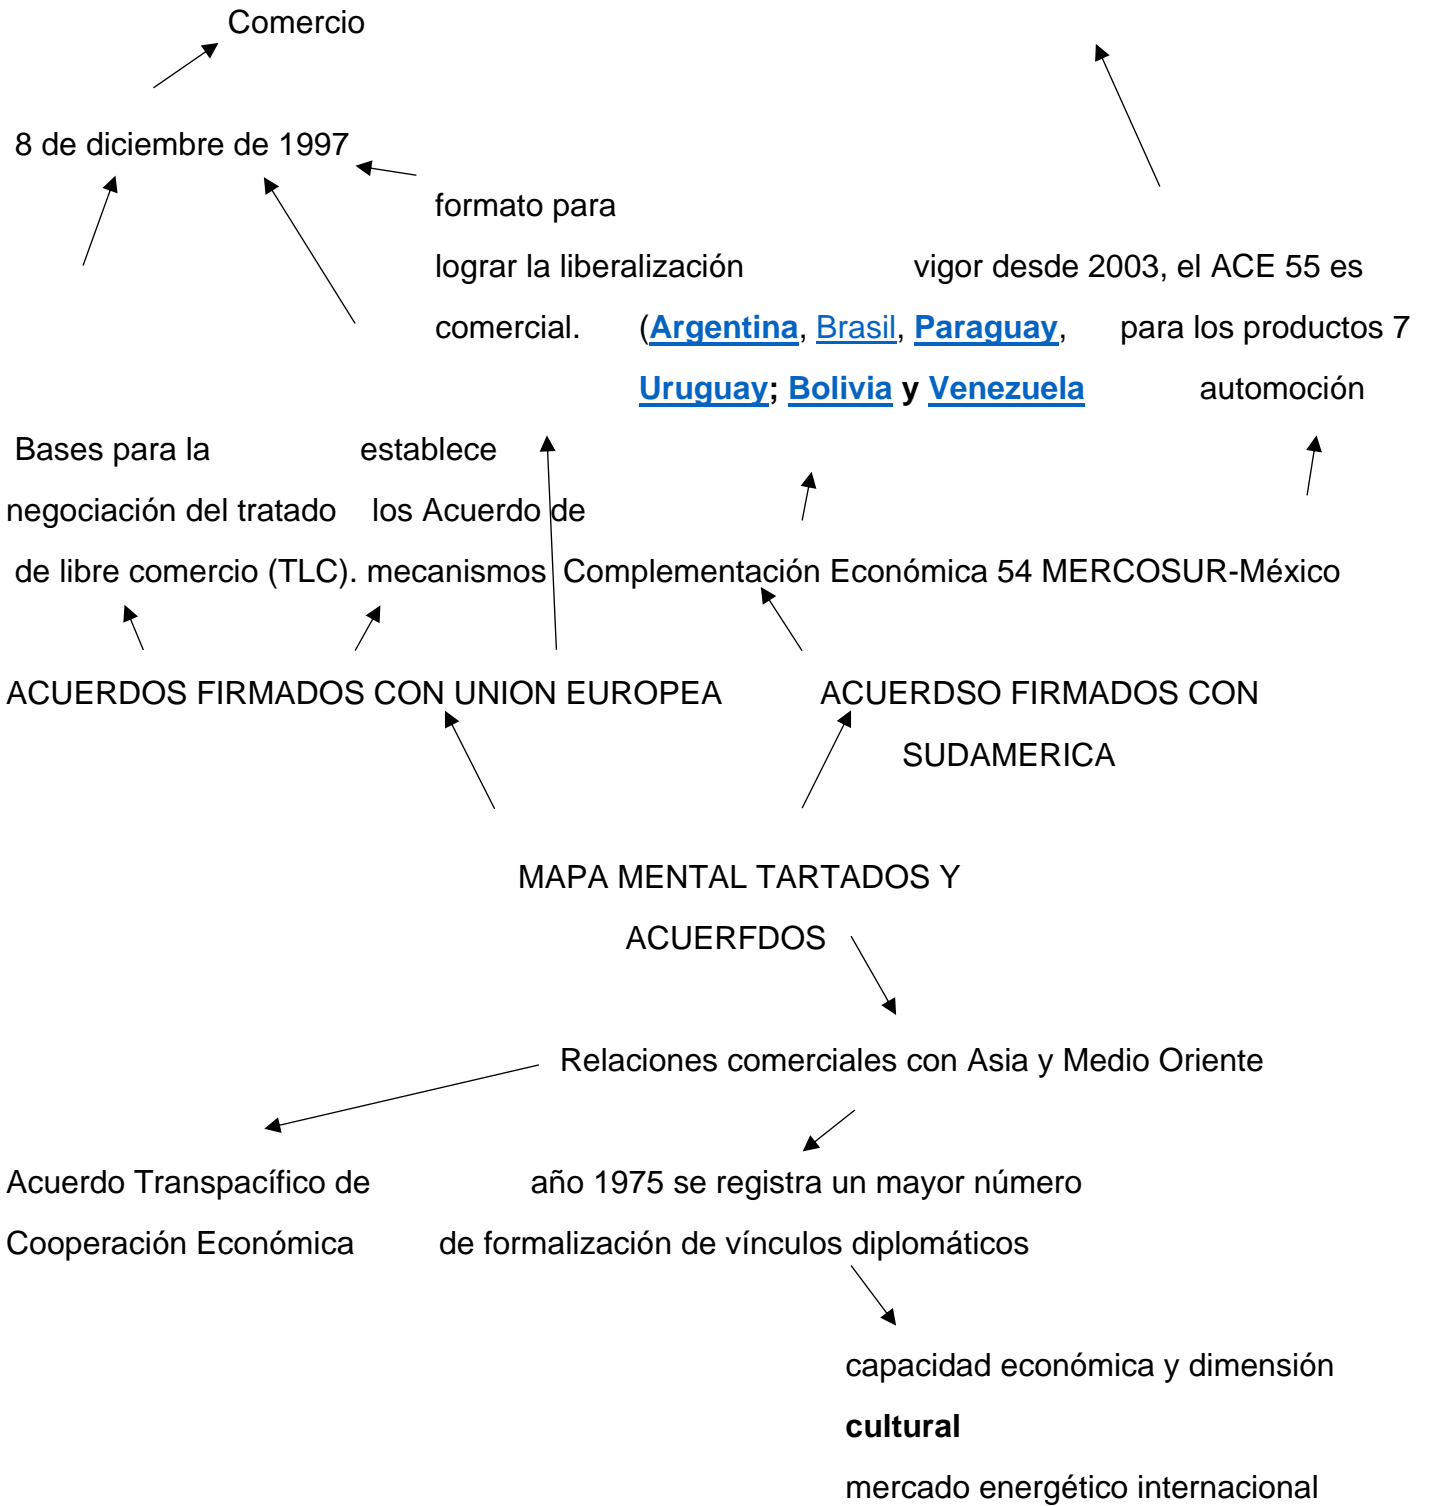 Comercio
8 de diciembre de 1997
formato para
lograr la liberalización vigor desde 2003, el ACE 55 es
comercial. (Argentina, Brasil, Paraguay, para los productos 7
Uruguay; Bolivia y Venezuela automoción
Bases para la establece
negociación del tratado los Acuerdo de
de libre comercio (TLC). mecanismos Complementación Económica 54 MERCOSUR-México
ACUERDOS FIRMADOS CON UNION EUROPEA ACUERDSO FIRMADOS CON
SUDAMERICA
MAPA MENTAL TARTADOS Y
ACUERFDOS
Relaciones comerciales con Asia y Medio Oriente
Acuerdo Transpacífico de año 1975 se registra un mayor número
Cooperación Económica de formalización de vínculos diplomáticos
capacidad económica y dimensión
cultural
mercado energético internacional